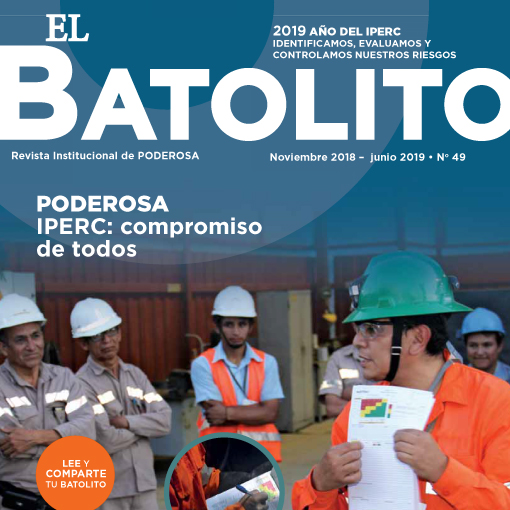 EL
BATOLITO
2019 AÑO DEL IPERC
IDENTIFICAMOS, EVALUAMOS Y
CONTROLAMOS NUESTROS RIESGOS
Revista Institucional de PODEROSA
Noviembre 2018 – junio 2019 • Nº 49
PODEROSA
IPERC: compromiso
de todos
LEE Y
COMPARTE
TU BATOLITO